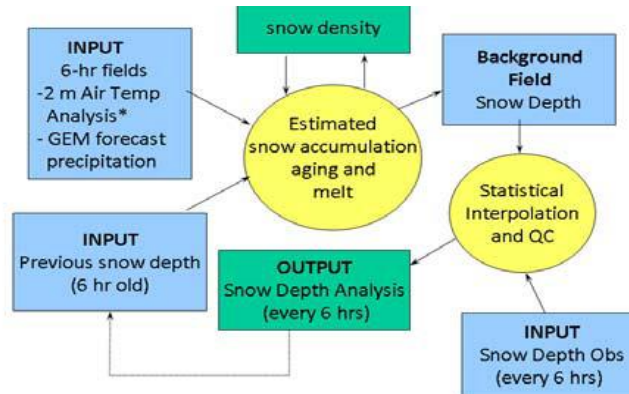 snow density
INPUT
6-hr fields
-2 m Air Temp
Analysis*
- GEM forecast
precipitation
Estimated
snow accumulation
aging and
melt
Background
Field
Snow Depth
Statistical
Interpolation
and QC
INPUT
Previous snow depth
(6 hr old)
OUTPUT
Snow Depth Analysis
(every 6 hrs)
INPUT
Snow Depth Obs
(every 6 hrs)